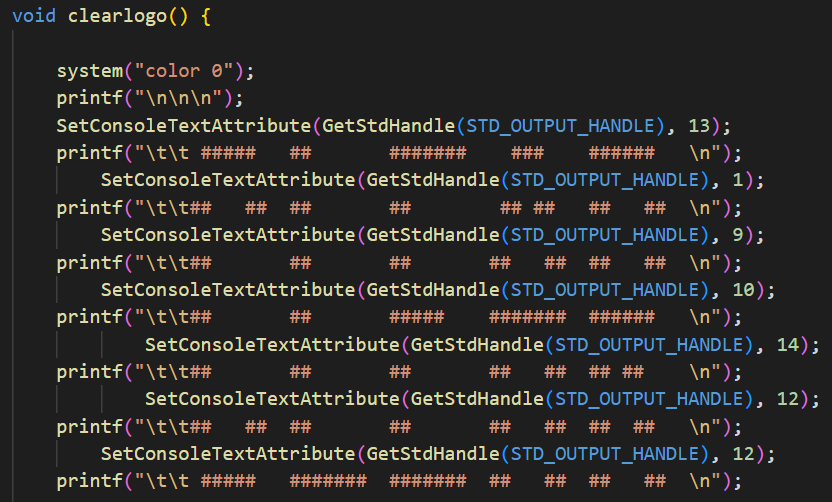 void clearlogo() {
    system("color 0");
    printf("\n\n\n");
    SetConsoleTextAttribute(GetStdHandle(STD_OUTPUT_HANDLE), 13);
    printf("\t\t #####   ##       #######    ###    ######   \n");
        SetConsoleTextAttribute(GetStdHandle(STD_OUTPUT_HANDLE), 1);
    printf("\t\t##   ##  ##       ##        ## ##   ##   ##  \n");
        SetConsoleTextAttribute(GetStdHandle(STD_OUTPUT_HANDLE), 9);
    printf("\t\t##       ##       ##       ##   ##  ##   ##  \n");
        SetConsoleTextAttribute(GetStdHandle(STD_OUTPUT_HANDLE), 10);
    printf("\t\t##       ##       #####    #######  ######   \n");
            SetConsoleTextAttribute(GetStdHandle(STD_OUTPUT_HANDLE), 14);
    printf("\t\t##       ##       ##       ##   ##  ## ##    \n");
            SetConsoleTextAttribute(GetStdHandle(STD_OUTPUT_HANDLE), 12);
    printf("\t\t##   ##  ##       ##       ##   ##  ##  ##   \n");
        SetConsoleTextAttribute(GetStdHandle(STD_OUTPUT_HANDLE), 12);
    printf("\t\t #####   #######  #######  ##   ##  ##   ##  \n");